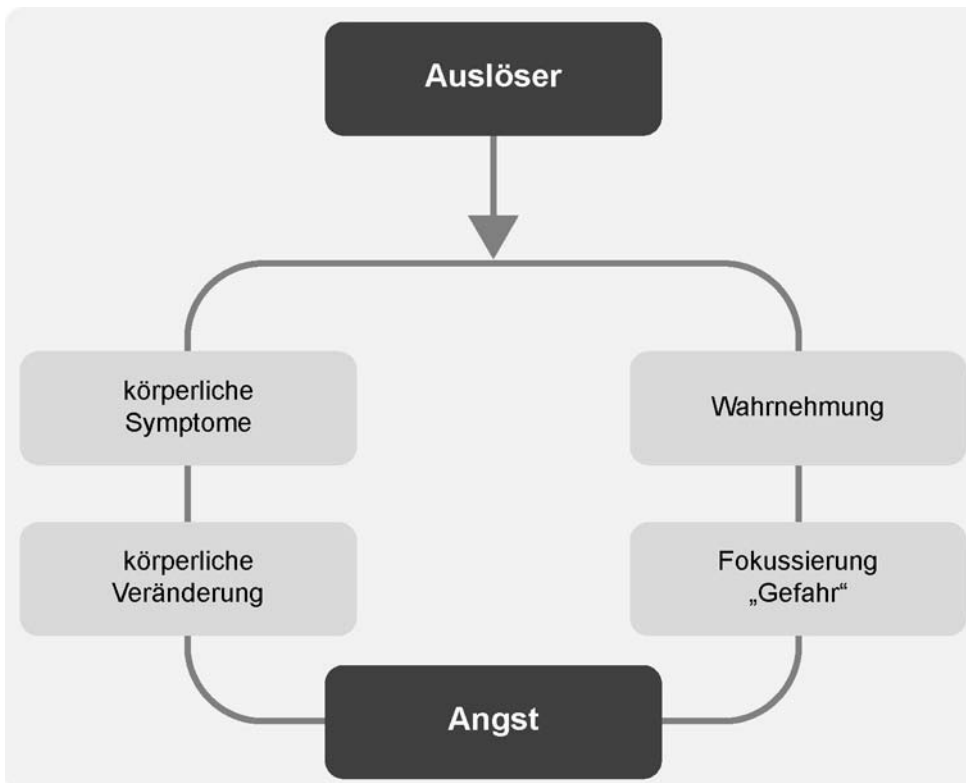 Auslöser
körperliche
Symptome
Wahrnehmung
körperliche
Veränderung
Fokussierung
„Gefahr“
Angst